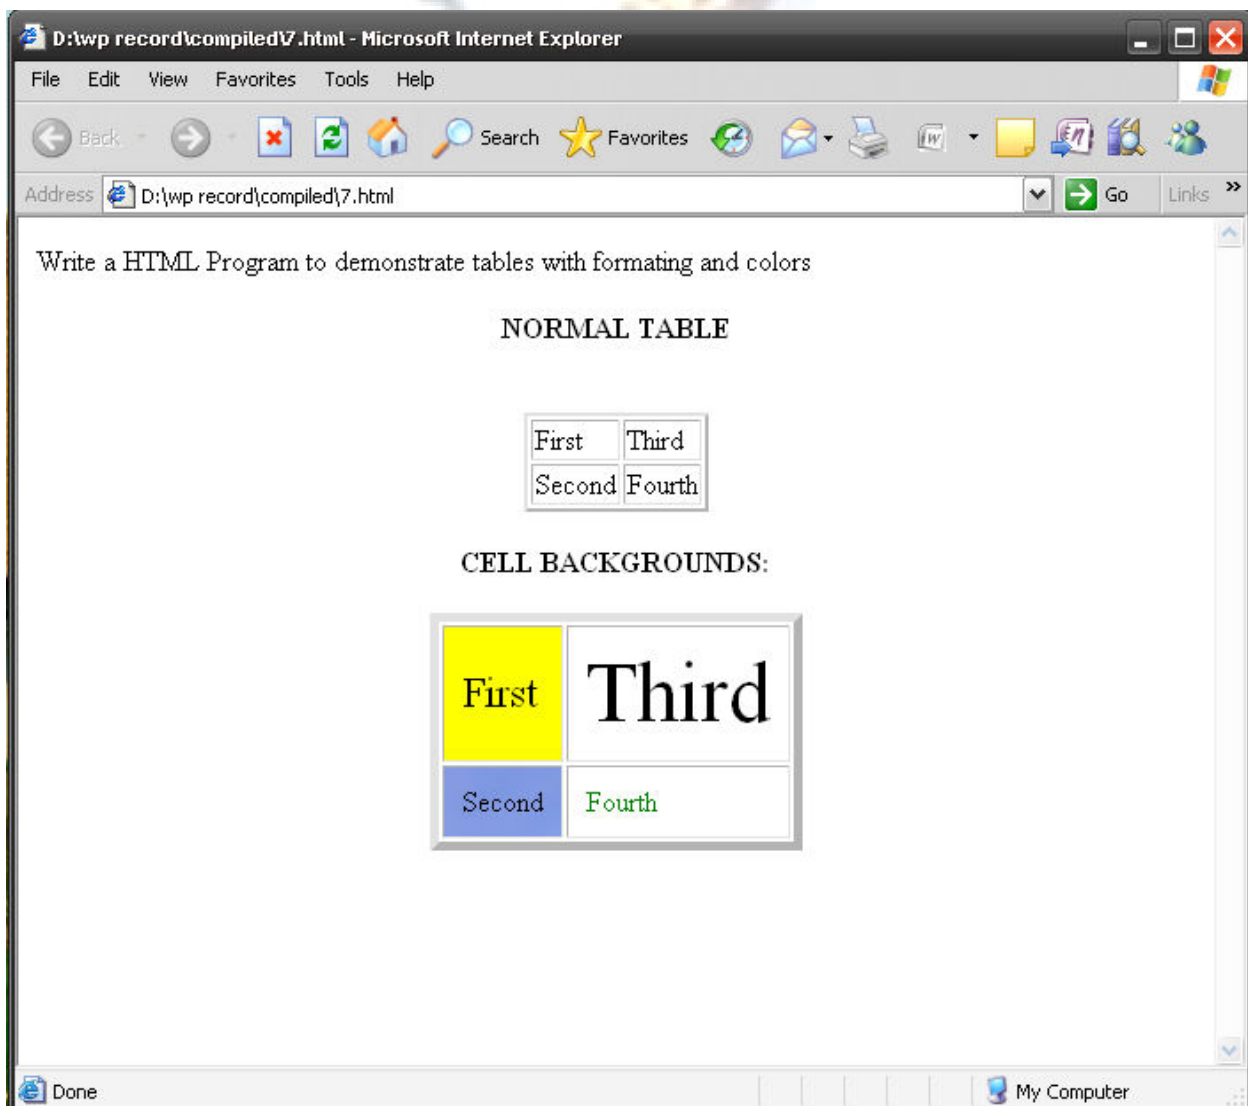 D:\wp record\compiled\7.html - Microsoft Internet Explorer
File Edit View Favorites Tools Help
Back Search Favorites
Address D:\wp record\compiled\7.html Go Links »
Write a HTML Program to demonstrate tables with formating and colors
NORMAL TABLE
First Third
Second Fourth
CELL BACKGROUNDS:
First Third
Second Fourth
Done My Computer